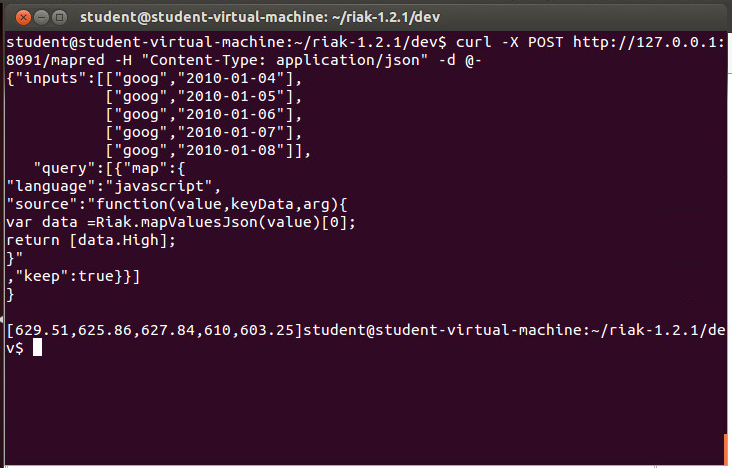 student@student-virtual-machine: ~/riak-1.2.1/dev
student@student-virtual-machine:~/riak-1.2.1/dev$ curl -X POST http://127.0.0.1:
8091/mapred -H "Content-Type: application/json" -d @-
{"inputs":[["goog","2010-01-04"],
           ["goog","2010-01-05"],
           ["goog","2010-01-06"],
           ["goog","2010-01-07"],
           ["goog","2010-01-08"]],
   "query":[{"map":{
"language":"javascript",
"source":"function(value,keyData,arg){
var data =Riak.mapValuesJson(value)[0];
return [data.High];
}"
,"keep":true}}]
}
[629.51,625.86,627.84,610,603.25]student@student-virtual-machine:~/riak-1.2.1/de
v$